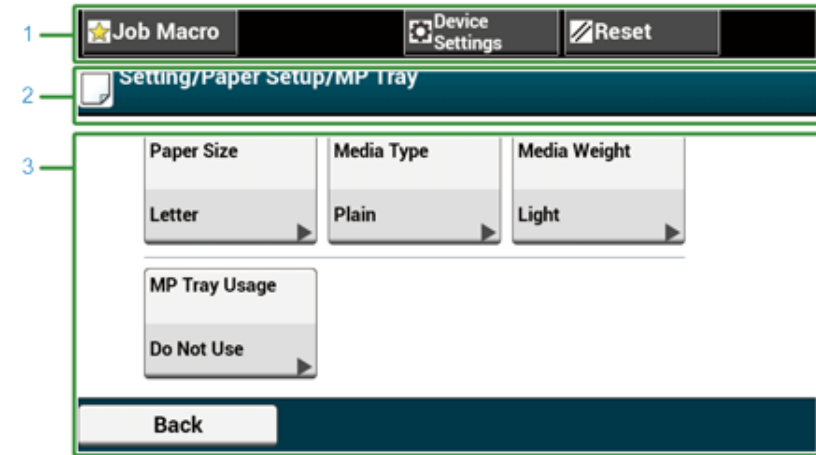 1
Job Macro
Device
Settings
Reset
2
Setting/Paper Setup/MP Tray
3
Paper Size
Media Type
Media Weight
Letter
Plain
Light
MP Tray Usage
Do Not Use
Back